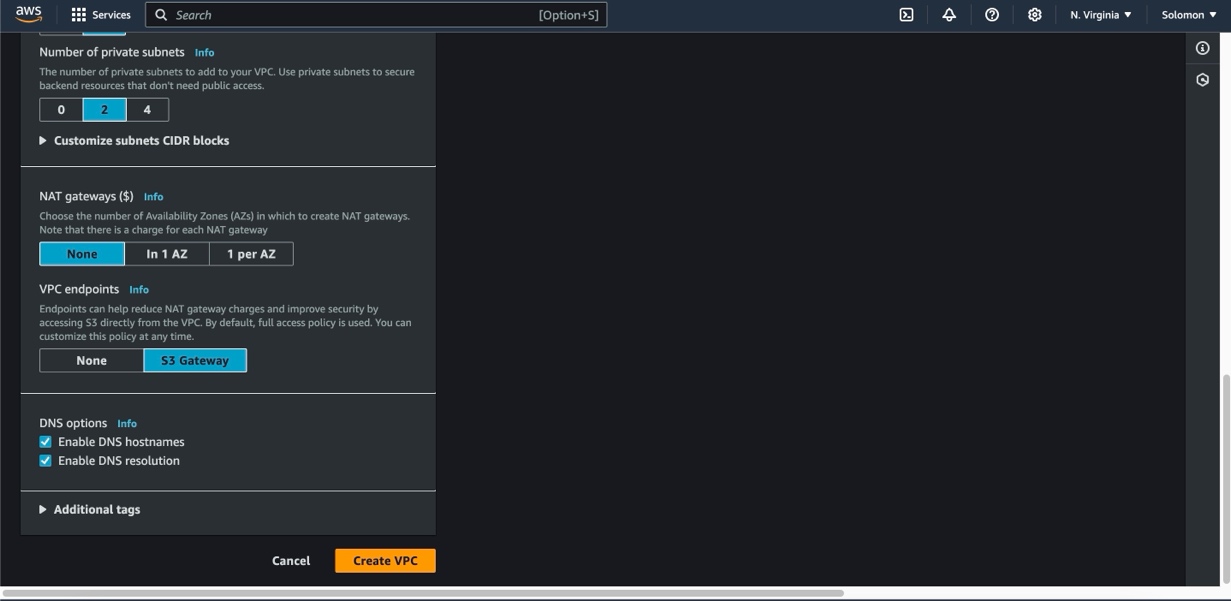 aws
Services
Search
[Option+S]
N. Virginia
Solomon
Number of private subnets Info
The number of private subnets to add to your VPC. Use private subnets to secure
backend resources that don't need public access.
0 2 4
Customize subnets CIDR blocks
NAT gateways ($) Info
Choose the number of Availability Zones (AZs) in which to create NAT gateways.
Note that there is a charge for each NAT gateway
None In 1 AZ 1 per AZ
VPC endpoints Info
Endpoints can help reduce NAT gateway charges and improve security by
accessing S3 directly from the VPC. By default, full access policy is used. You can
customize this policy at any time.
None S3 Gateway
DNS options Info
Enable DNS hostnames
Enable DNS resolution
Additional tags
Cancel Create VPC